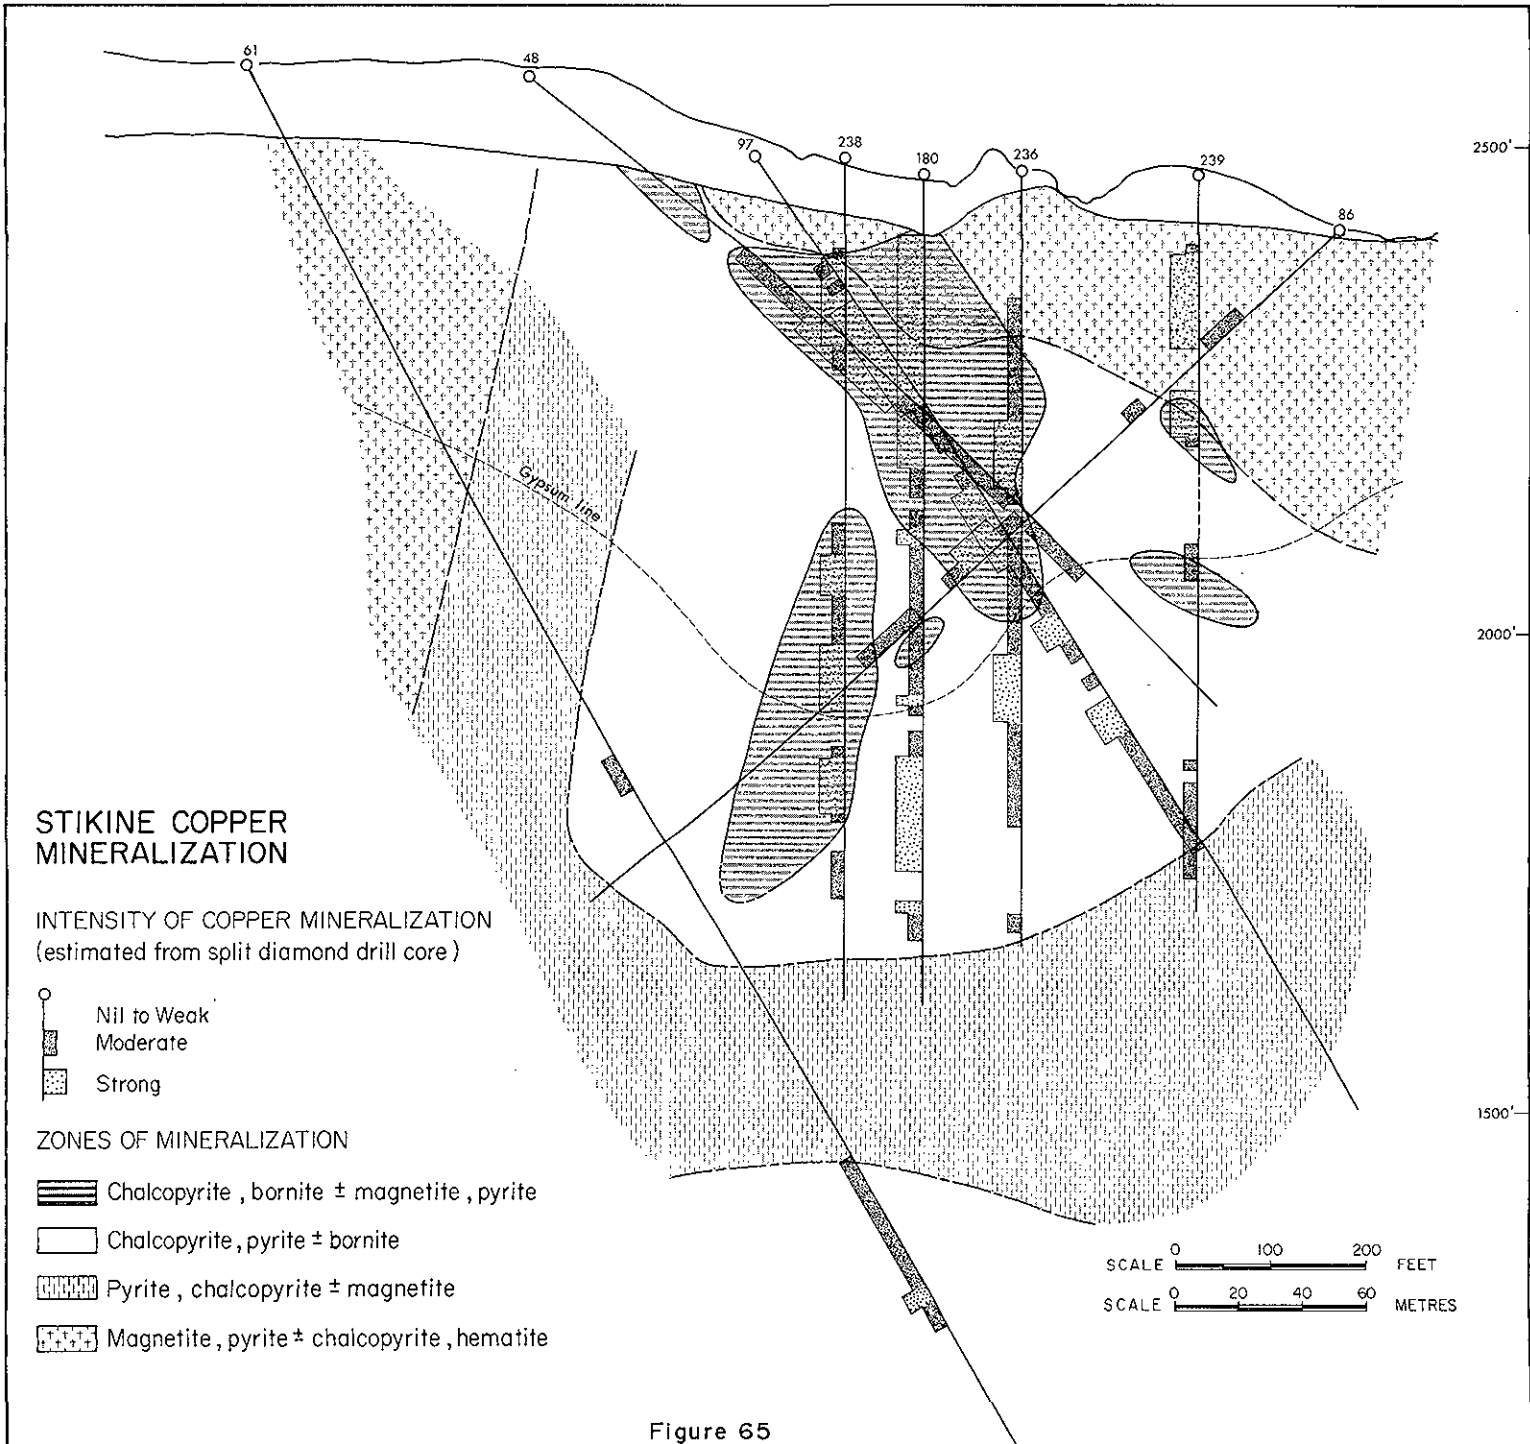 61
48
97
238
180
236
239
86
2500'
2000'
1500'
Gypsum line
STIKINE COPPER
MINERALIZATION
INTENSITY OF COPPER MINERALIZATION
(estimated from split diamond drill core)
Nil to Weak
Moderate
Strong
ZONES OF MINERALIZATION
Chalcopyrite, bornite ± magnetite, pyrite
Chalcopyrite, pyrite ± bornite
Pyrite, chalcopyrite ± magnetite
Magnetite, pyrite ± chalcopyrite, hematite
0 100 200
SCALE FEET
0 20 40 60
SCALE METRES
Figure 65